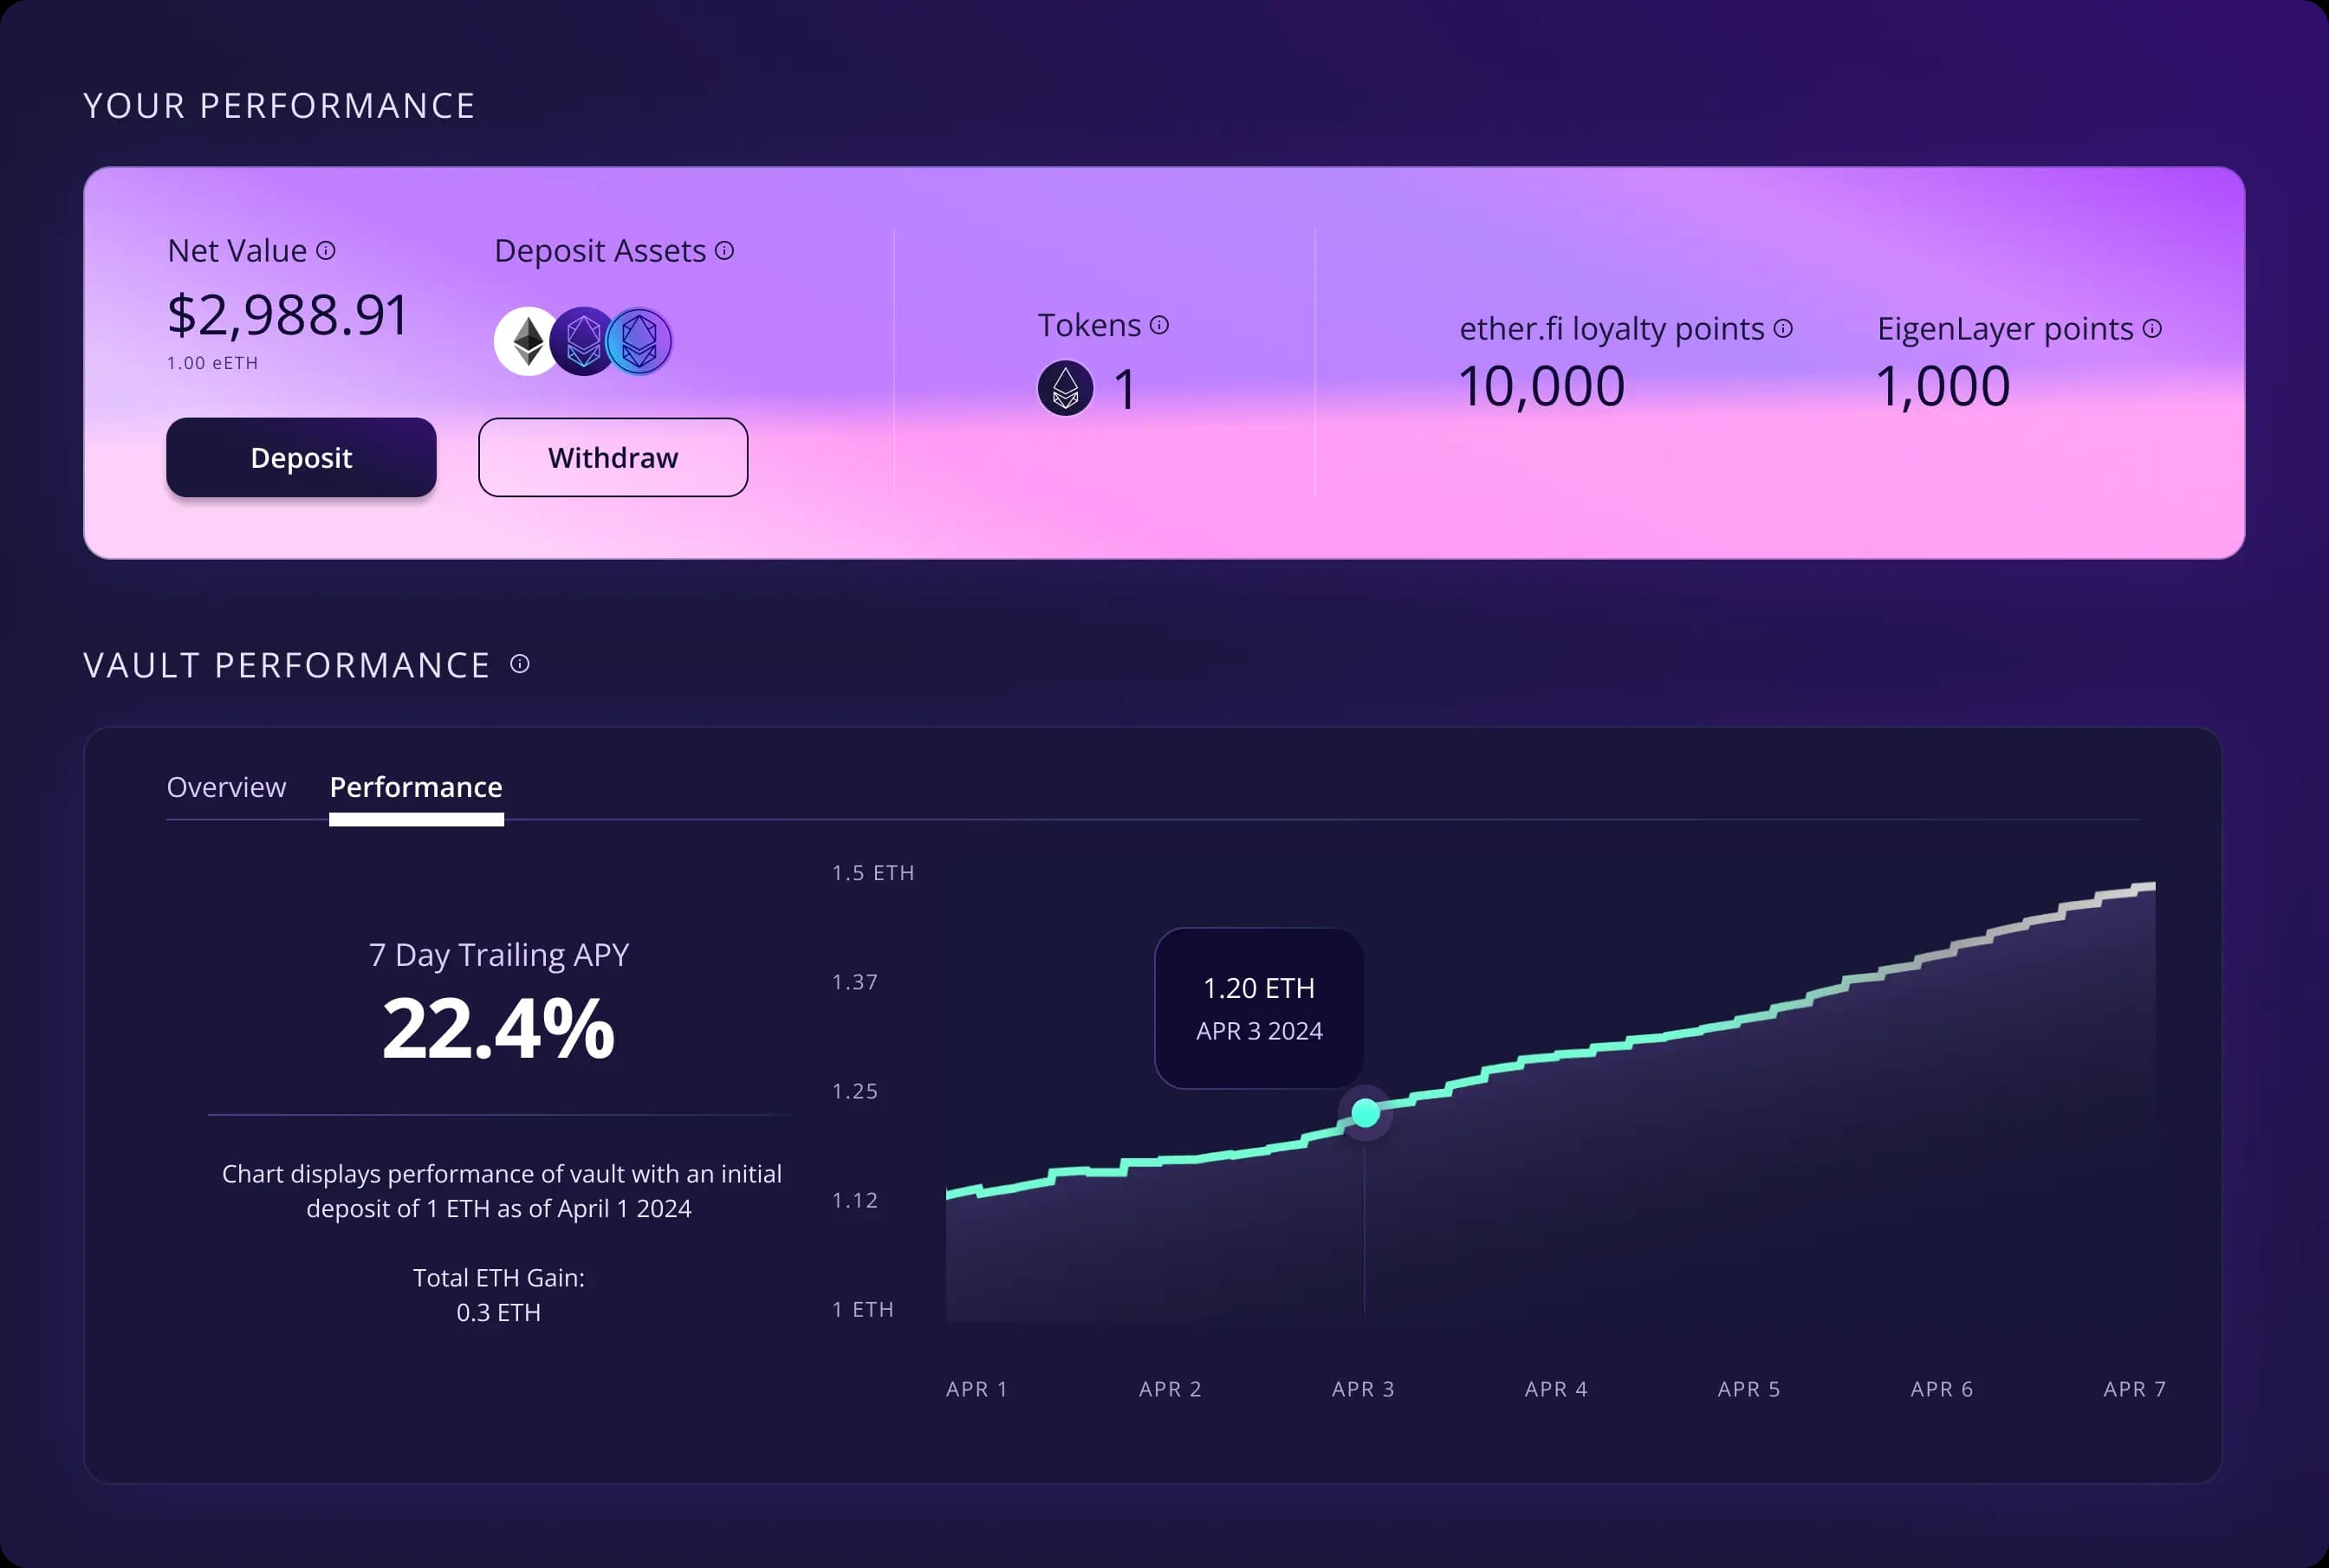 YOUR PERFORMANCE
Net Value
$2,988.91
1.00 eETH
Deposit Assets
Deposit
Withdraw
Tokens
1
ether.fi loyalty points
10,000
EigenLayer points
1,000
VAULT PERFORMANCE
Overview
Performance
7 Day Trailing APY
22.4%
Chart displays performance of vault with an initial
deposit of 1 ETH as of April 1 2024
Total ETH Gain:
0.3 ETH
1.5 ETH
1.37
1.25
1.12
1 ETH
1.20 ETH
APR 3 2024
APR 1
APR 2
APR 3
APR 4
APR 5
APR 6
APR 7